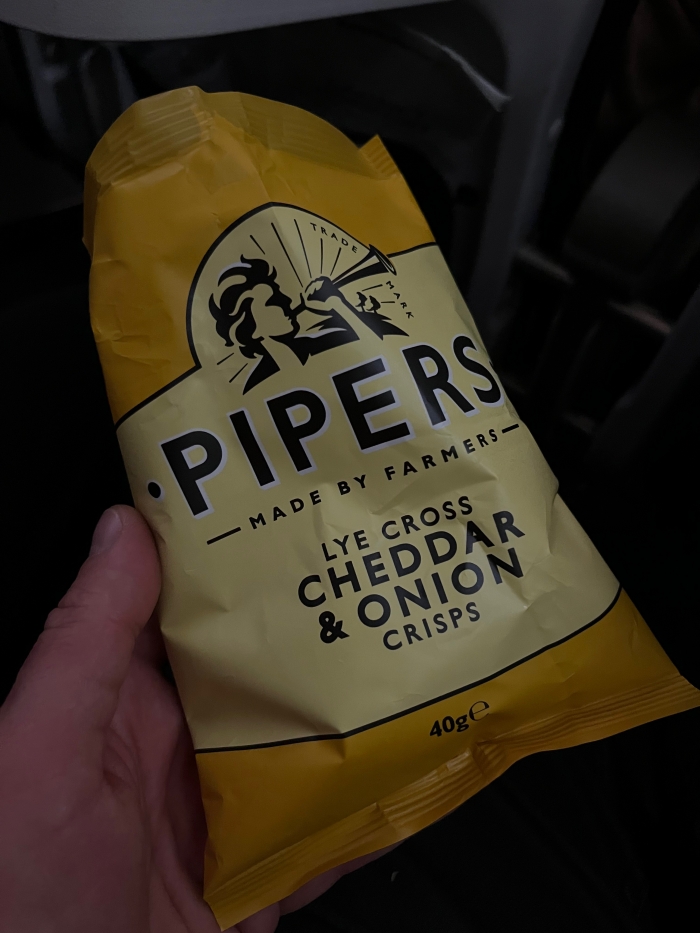 TRADE
MARK
PIPERS
MADE BY FARMERS
LYE CROSS
CHEDDAR
& ONION
CRISPS
40g℮